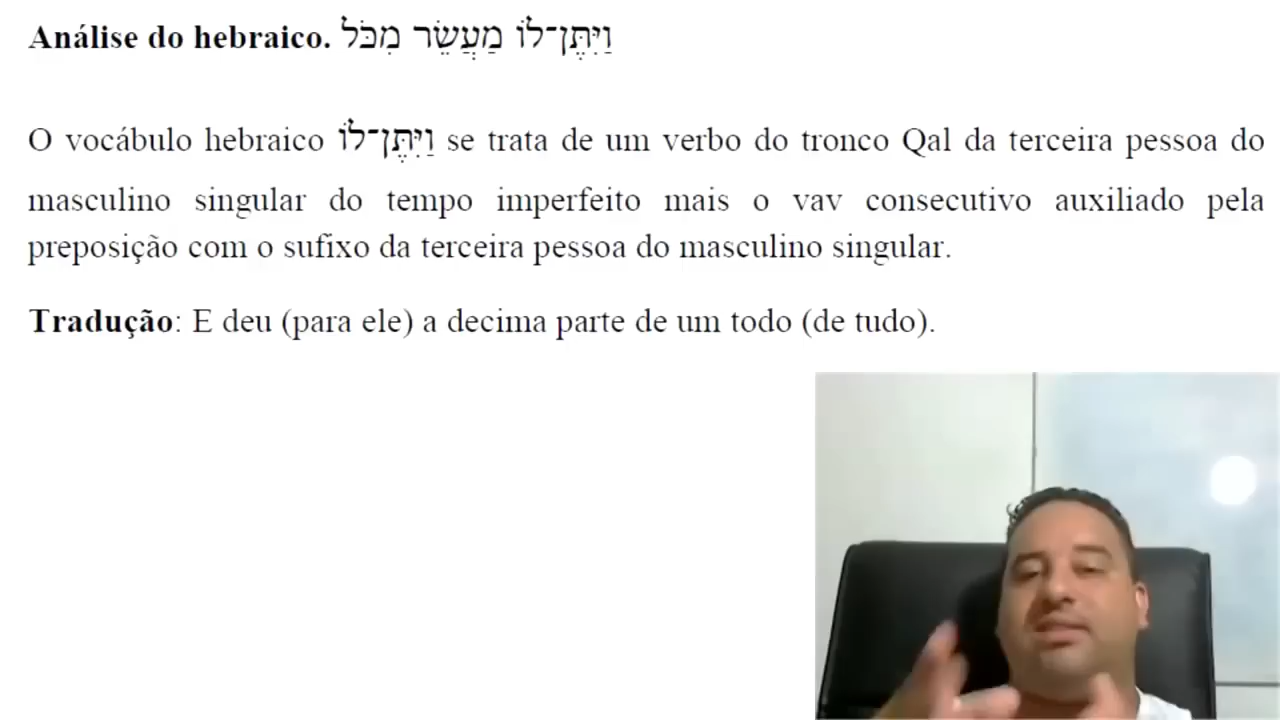 Análise do hebraico. וַיִּתֶּן־לוֹ מַעֲשֵׂר מִכֹּל
O vocábulo hebraico וַיִּתֶּן־לוֹ se trata de um verbo do tronco Qal da terceira pessoa do
masculino singular do tempo imperfeito mais o vav consecutivo auxiliado pela
preposição com o sufixo da terceira pessoa do masculino singular.
Tradução: E deu (para ele) a decima parte de um todo (de tudo).